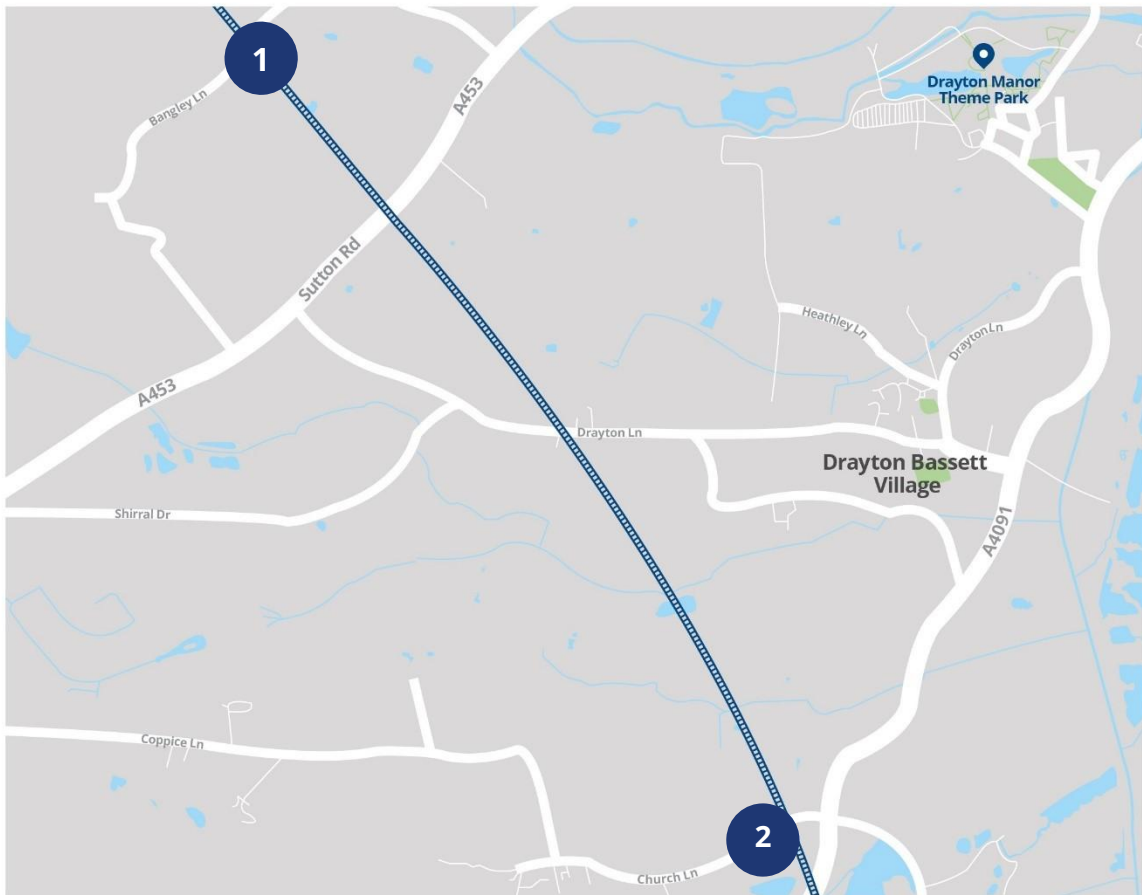 1
Bangley Ln
A453
Drayton Manor
Theme Park
Sutton Rd
Heathley Ln
Drayton Ln
A453
Drayton Ln
Drayton Bassett
Village
Shirral Dr
A4091
Coppice Ln
2
Church Ln